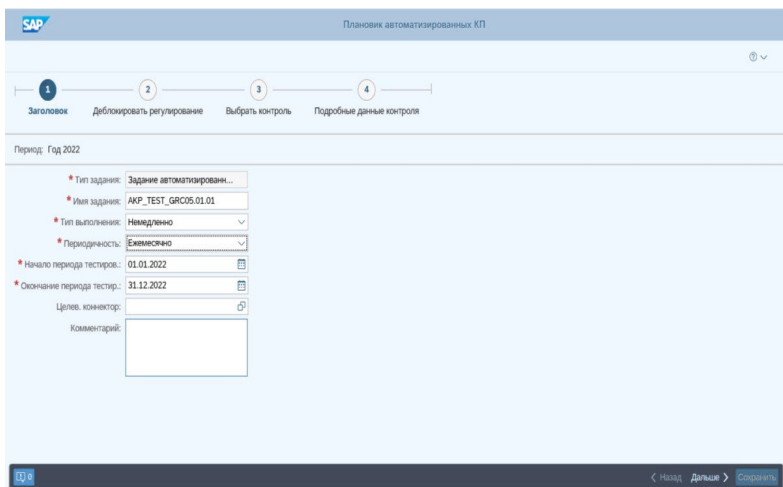 SAP
Плановик автоматизированных КП
1 2 3 4
Заголовок Деблокировать регулирование Выбрать контроль Подробные данные контроля
Период: Год 2022
* Тип задания: Задание автоматизированн...
* Имя задания: AKP_TEST_GRC05.01.01
* Тип выполнения: Немедленно
* Периодичность: Ежемесячно
* Начало периода тестиров.: 01.01.2022
* Окончание периода тестир.: 31.12.2022
Целев. коннектор:
Комментарий:
0 Назад Дальше Сохранить